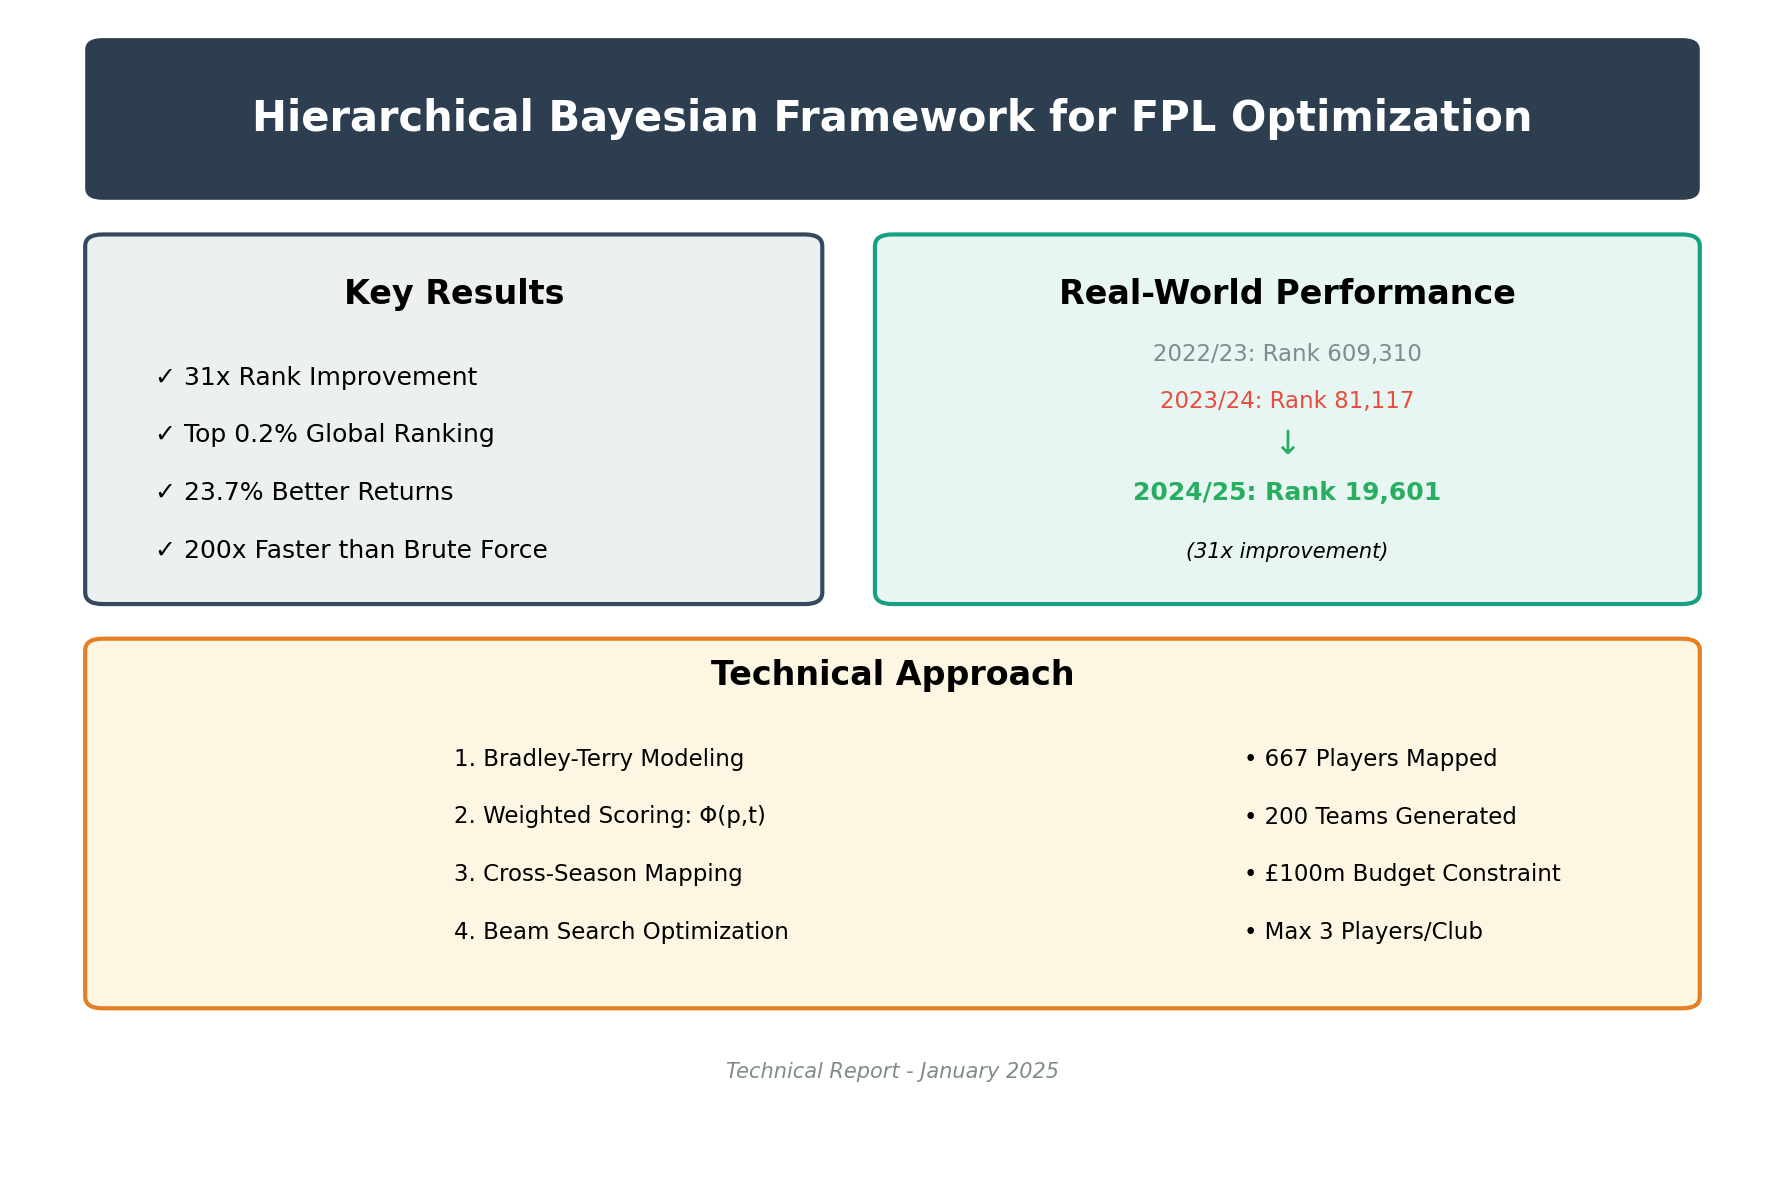 Hierarchical Bayesian Framework for FPL Optimization
Key Results
✓ 31x Rank Improvement
✓ Top 0.2% Global Ranking
✓ 23.7% Better Returns
✓ 200x Faster than Brute Force
Real-World Performance
2022/23: Rank 609,310
2023/24: Rank 81,117
↓
2024/25: Rank 19,601
(31x improvement)
Technical Approach
1. Bradley-Terry Modeling
2. Weighted Scoring: Φ(p,t)
3. Cross-Season Mapping
4. Beam Search Optimization
• 667 Players Mapped
• 200 Teams Generated
• £100m Budget Constraint
• Max 3 Players/Club
Technical Report - January 2025